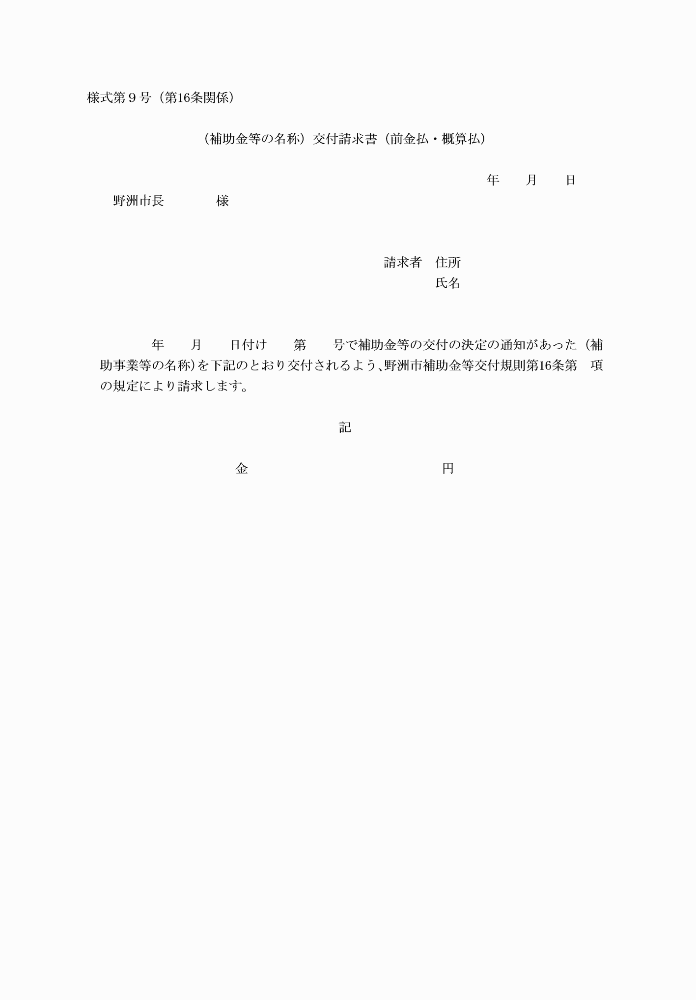 様式第９号（第16条関係）
（補助金等の名称）交付請求書（前金払・概算払）
年　　月　　日
野洲市長　　　　様
請求者　住所
氏名
年　　月　　日付け　　第　　号で補助金等の交付の決定の通知があった（補
助事業等の名称）を下記のとおり交付されるよう、野洲市補助金等交付規則第16条第　項
の規定により請求します。
記
金　　　　　　　　　　　　　　　円